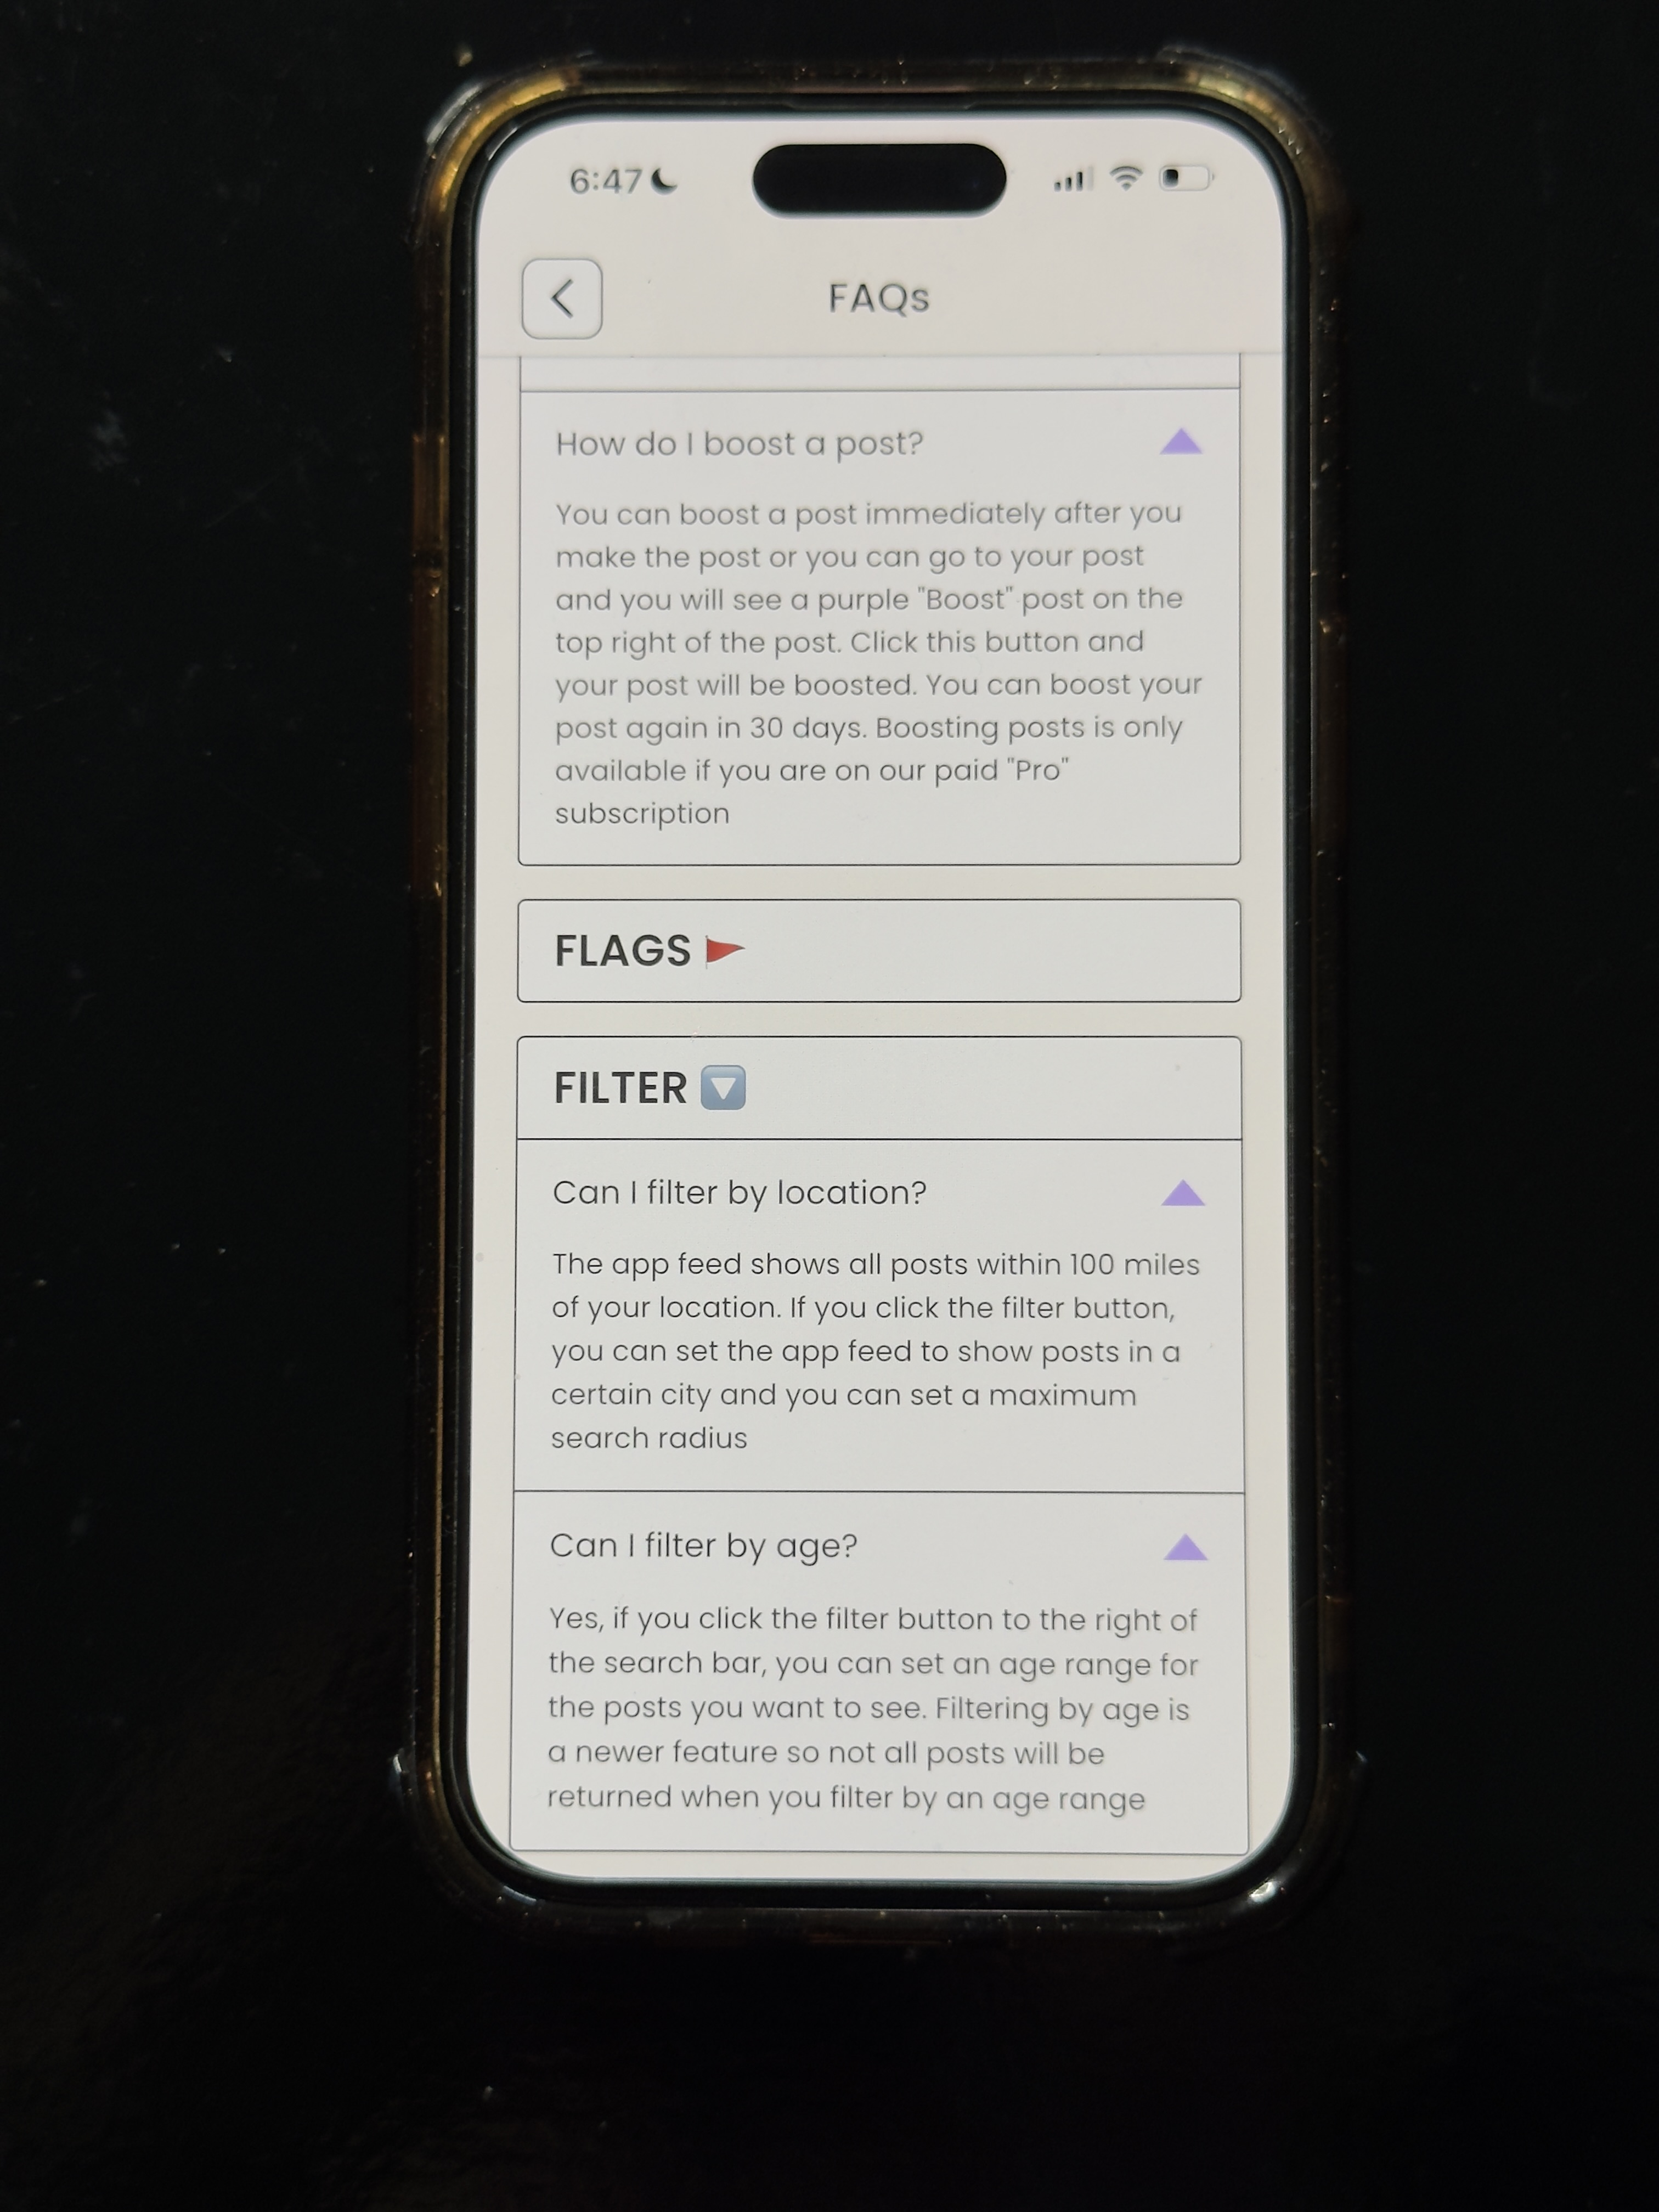 6:47
FAQs
How do I boost a post?
You can boost a post immediately after you
make the post or you can go to your post
and you will see a purple "Boost" post on the
top right of the post. Click this button and
your post will be boosted. You can boost your
post again in 30 days. Boosting posts is only
available if you are on our paid "Pro"
subscription
FLAGS 🚩
FILTER 🔽
Can I filter by location?
The app feed shows all posts within 100 miles
of your location. If you click the filter button,
you can set the app feed to show posts in a
certain city and you can set a maximum
search radius
Can I filter by age?
Yes, if you click the filter button to the right of
the search bar, you can set an age range for
the posts you want to see. Filtering by age is
a newer feature so not all posts will be
returned when you filter by an age range